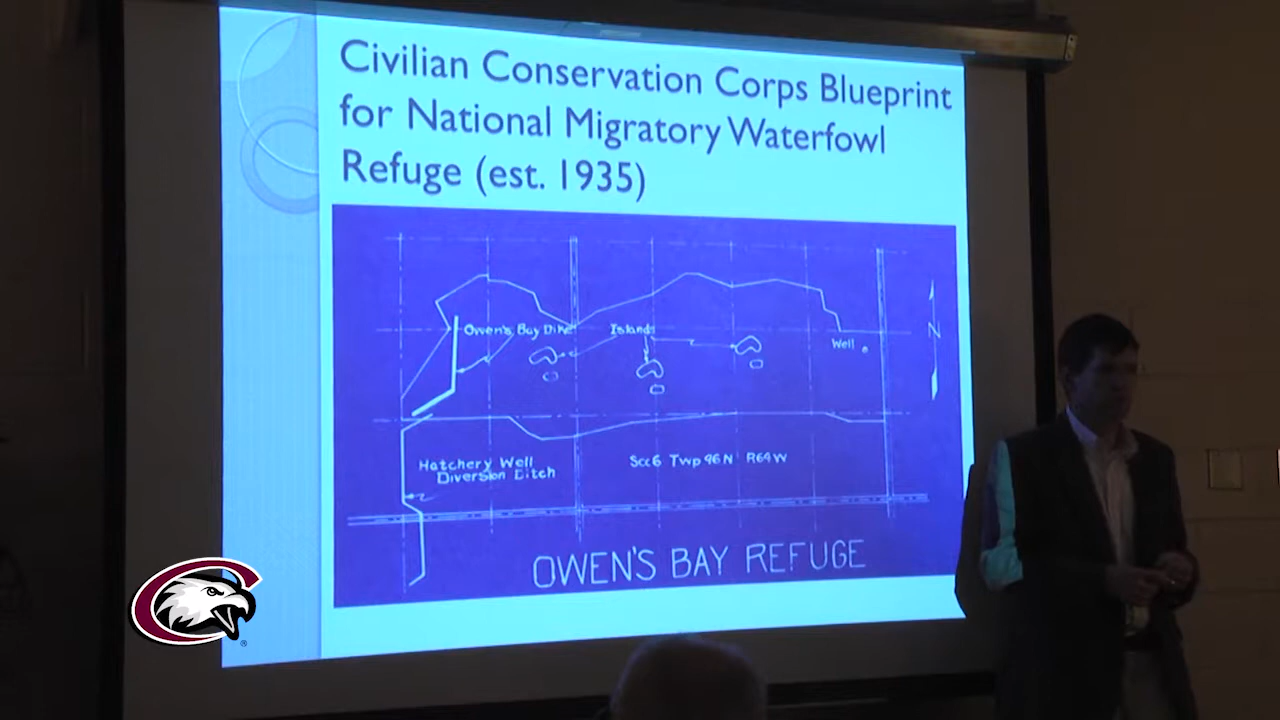 Civilian Conservation Corps Blueprint
for National Migratory Waterfowl
Refuge (est. 1935)
Owen's Bay Dike
Islands
Well
N
Hatchery Well
Diversion Ditch
Sec 6 Twp 96 N R64W
OWEN'S BAY REFUGE
C